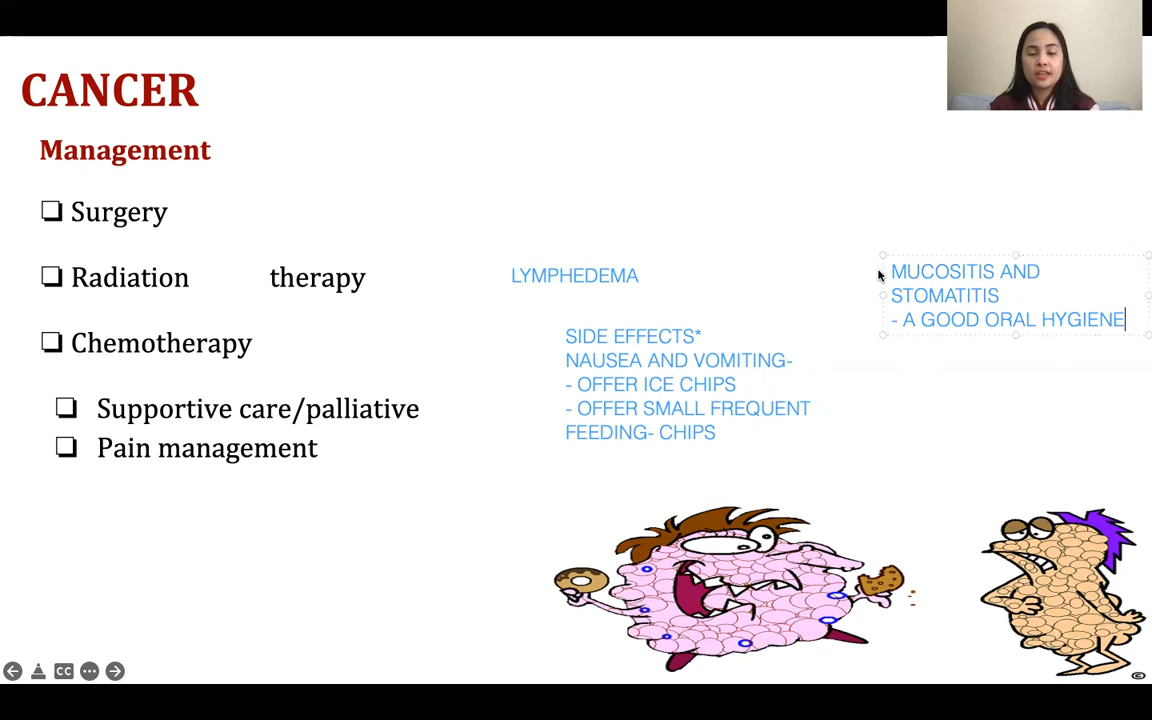 CANCER
Management
❏ Surgery
❏ Radiation therapy
❏ Chemotherapy
❏ Supportive care/palliative
❏ Pain management
LYMPHEDEMA
SIDE EFFECTS*
NAUSEA AND VOMITING-
- OFFER ICE CHIPS
- OFFER SMALL FREQUENT
FEEDING- CHIPS
MUCOSITIS AND
STOMATITIS
- A GOOD ORAL HYGIENE
CC
©